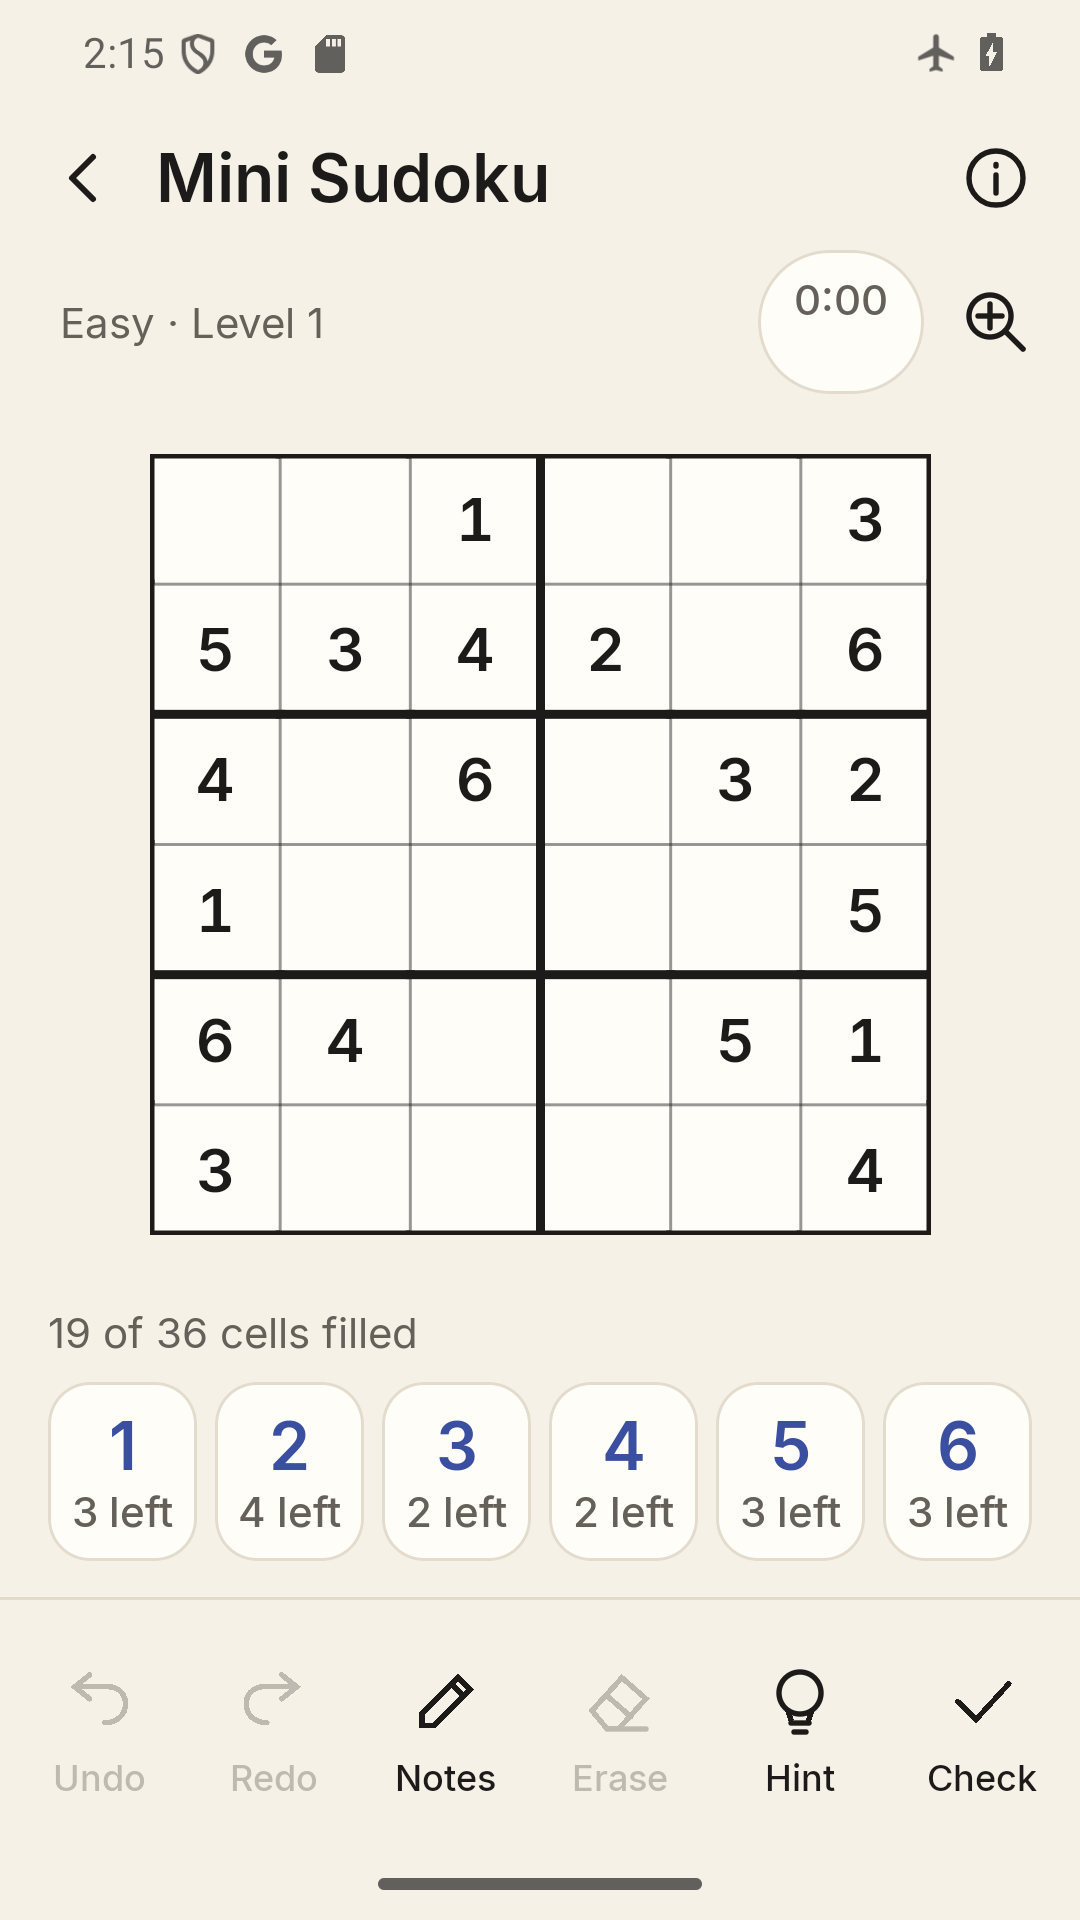 2:15
Mini Sudoku
Easy · Level 1
0:00
1 3
5 3 4 2 6
4 6 3 2
1 5
6 4 5 1
3 4
19 of 36 cells filled
1 2 3 4 5 6
3 left 4 left 2 left 2 left 3 left 3 left
Undo Redo Notes Erase Hint Check